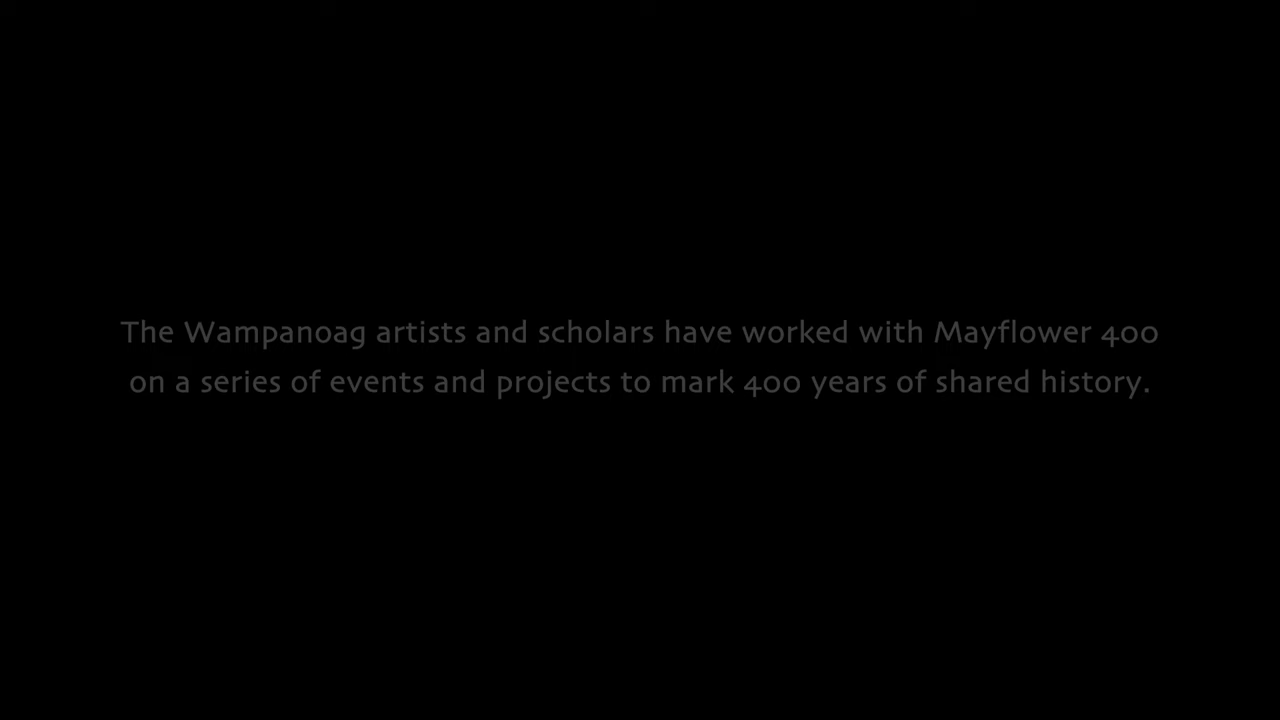 The Wampanoag artists and scholars have worked with Mayflower 400
on a series of events and projects to mark 400 years of shared history.